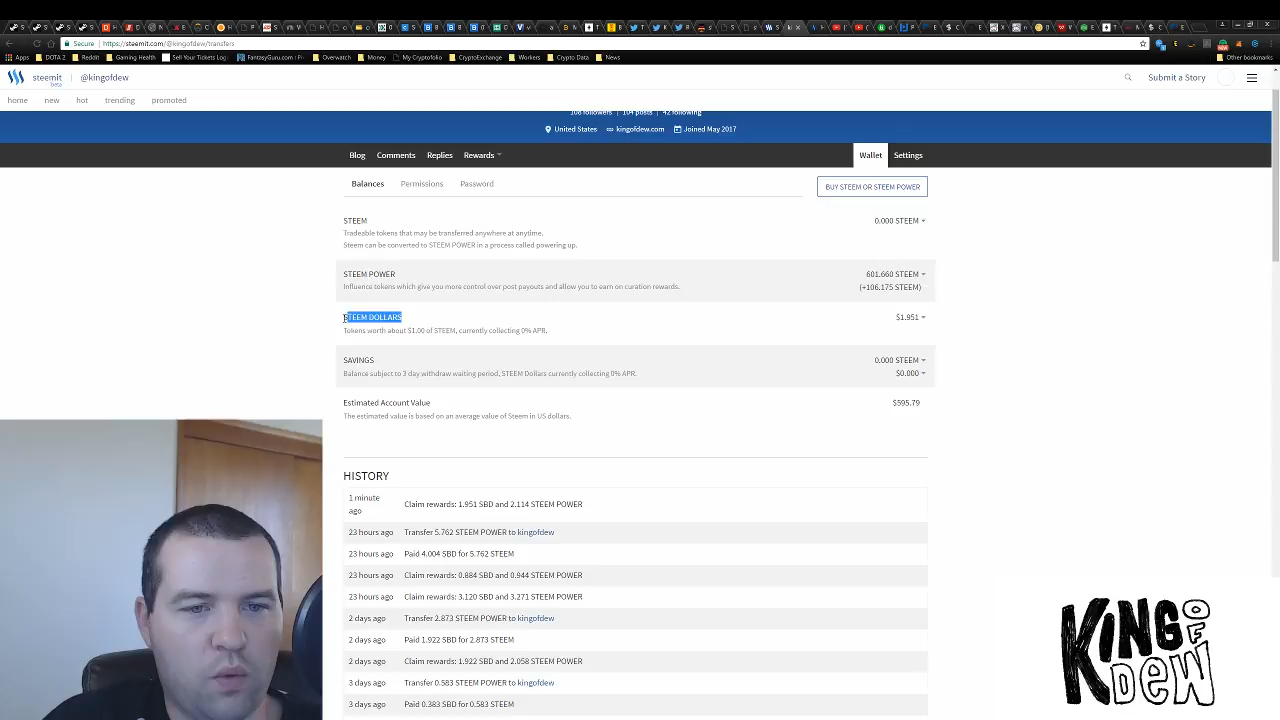 Secure https://steemit.com/@kingofdew/transfers
Apps DOTA 2 Reddit Gaming Health Sell Your Tickets Log FantasyGuru.com Overwatch Money My Cryptofolio CryptoExchange Workers Crypto Data News Other bookmarks
steemit beta @kingofdew Submit a Story
home new hot trending promoted
followers posts 42 following
United States kingofdew.com Joined May 2017
Blog Comments Replies Rewards Wallet Settings
Balances Permissions Password BUY STEEM OR STEEM POWER
STEEM 0.000 STEEM
Tradeable tokens that may be transferred anywhere at anytime.
Steem can be converted to STEEM POWER in a process called powering up.
STEEM POWER 601.660 STEEM
Influence tokens which give you more control over post payouts and allow you to earn on curation rewards. (+106.175 STEEM)
STEEM DOLLARS $1.951
Tokens worth about $1.00 of STEEM, currently collecting 0% APR.
SAVINGS 0.000 STEEM
Balance subject to 3 day withdraw waiting period, STEEM Dollars currently collecting 0% APR. $0.000
Estimated Account Value $595.79
The estimated value is based on an average value of Steem in US dollars.
HISTORY
1 minute ago Claim rewards: 1.951 SBD and 2.114 STEEM POWER
23 hours ago Transfer 5.762 STEEM POWER to kingofdew
23 hours ago Paid 4.004 SBD for 5.762 STEEM
23 hours ago Claim rewards: 0.884 SBD and 0.944 STEEM POWER
23 hours ago Claim rewards: 3.120 SBD and 3.271 STEEM POWER
2 days ago Transfer 2.873 STEEM POWER to kingofdew
2 days ago Paid 1.922 SBD for 2.873 STEEM
2 days ago Claim rewards: 1.922 SBD and 2.058 STEEM POWER
3 days ago Transfer 0.583 STEEM POWER to kingofdew
3 days ago Paid 0.383 SBD for 0.583 STEEM
KING OF DEW